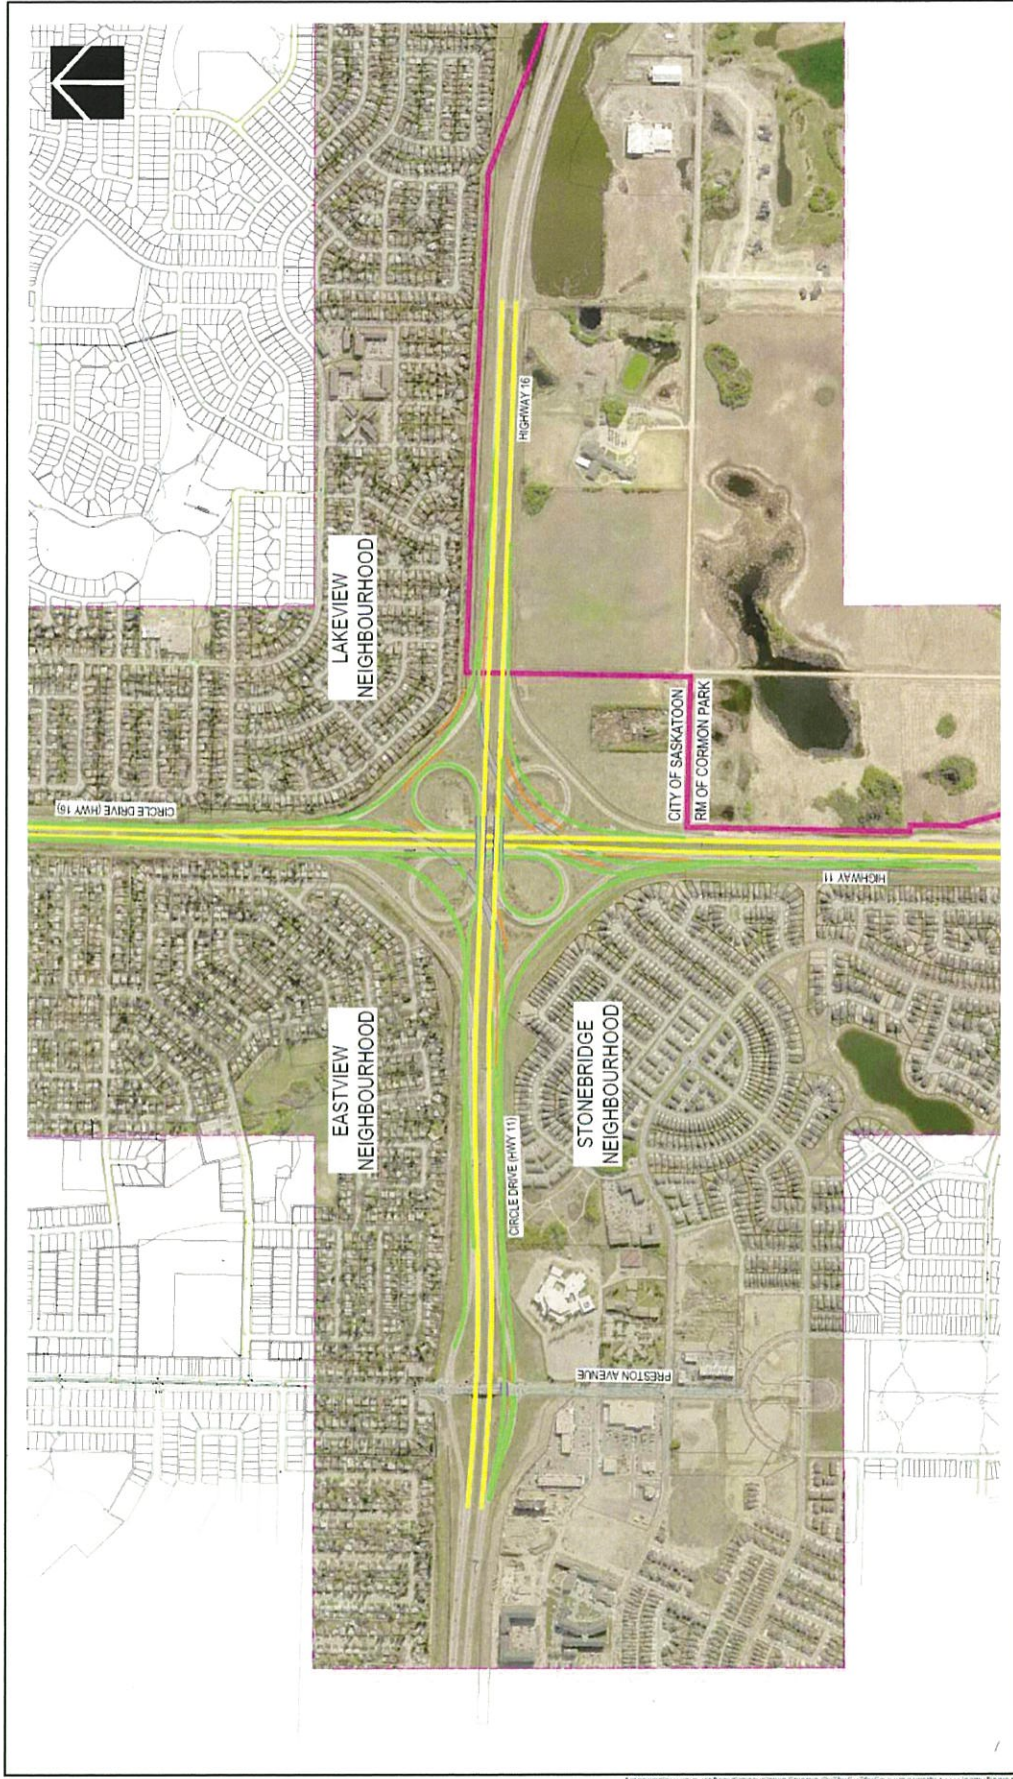 CIRCLE DRIVE (HWY 16)
LAKEVIEW
NEIGHBOURHOOD
HIGHWAY 16
CITY OF SASKATOON
RM OF CORMON PARK
HIGHWAY 11
EASTVIEW
NEIGHBOURHOOD
STONEBRIDGE
NEIGHBOURHOOD
CIRCLE DRIVE (HWY 11)
PRESTON AVENUE